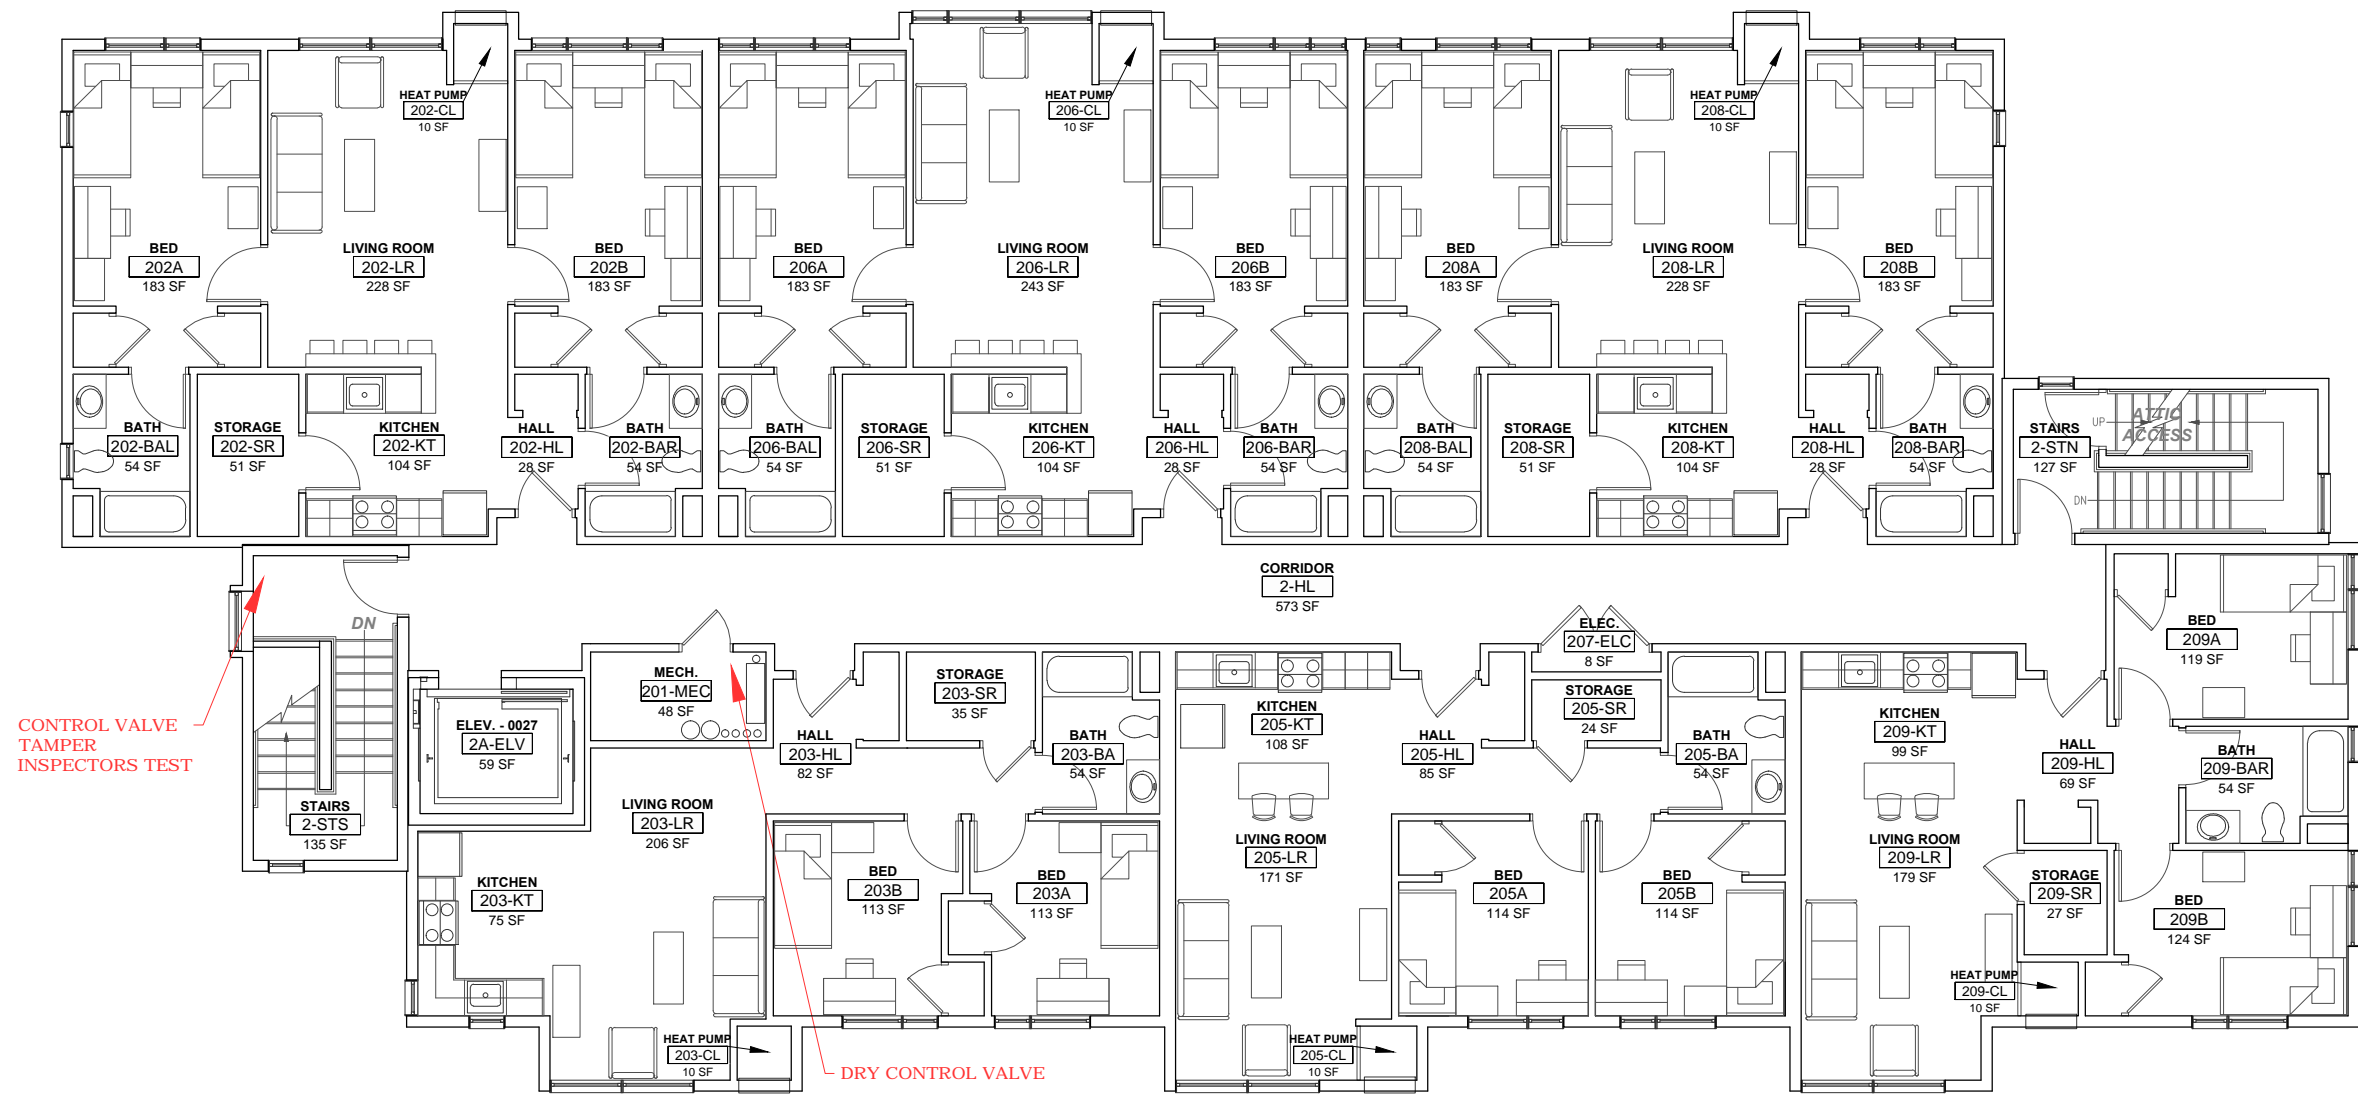 HEAT PUMP
202-CL
10 SF
HEAT PUMP
206-CL
10 SF
HEAT PUMP
208-CL
10 SF
BED
202A
183 SF
LIVING ROOM
202-LR
228 SF
BED
202B
183 SF
BED
206A
183 SF
LIVING ROOM
206-LR
243 SF
BED
206B
183 SF
BED
208A
183 SF
LIVING ROOM
208-LR
228 SF
BED
208B
183 SF
BATH
202-BAL
54 SF
STORAGE
202-SR
51 SF
KITCHEN
202-KT
104 SF
HALL
202-HL
28 SF
BATH
202-BAR
54 SF
BATH
206-BAL
54 SF
STORAGE
206-SR
51 SF
KITCHEN
206-KT
104 SF
HALL
206-HL
28 SF
BATH
206-BAR
54 SF
BATH
208-BAL
54 SF
STORAGE
208-SR
51 SF
KITCHEN
208-KT
104 SF
HALL
208-HL
28 SF
BATH
208-BAR
54 SF
STAIRS
2-STN
127 SF
UP
ATTIC
ACCESS
DN
CORRIDOR
2-HL
573 SF
DN
CONTROL VALVE
TAMPER
INSPECTORS TEST
STAIRS
2-STS
135 SF
ELEV. - 0027
2A-ELV
59 SF
MECH.
201-MEC
48 SF
HALL
203-HL
82 SF
STORAGE
203-SR
35 SF
BATH
203-BA
54 SF
LIVING ROOM
203-LR
206 SF
KITCHEN
203-KT
75 SF
BED
203B
113 SF
BED
203A
113 SF
HEAT PUMP
203-CL
10 SF
DRY CONTROL VALVE
KITCHEN
205-KT
108 SF
HALL
205-HL
85 SF
ELEC.
207-ELC
8 SF
STORAGE
205-SR
24 SF
BATH
205-BA
54 SF
LIVING ROOM
205-LR
171 SF
BED
205A
114 SF
BED
205B
114 SF
HEAT PUMP
205-CL
10 SF
KITCHEN
209-KT
99 SF
HALL
209-HL
69 SF
BED
209A
119 SF
BATH
209-BAR
54 SF
LIVING ROOM
209-LR
179 SF
STORAGE
209-SR
27 SF
BED
209B
124 SF
HEAT PUMP
209-CL
10 SF